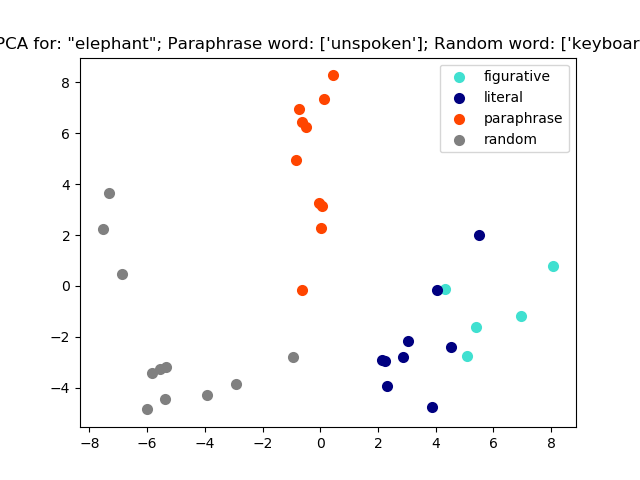 PCA for: "elephant"; Paraphrase word: ['unspoken']; Random word: ['keyboar
figurative
literal
paraphrase
random
8
6
4
2
0
−2
−4
−8 −6 −4 −2 0 2 4 6 8